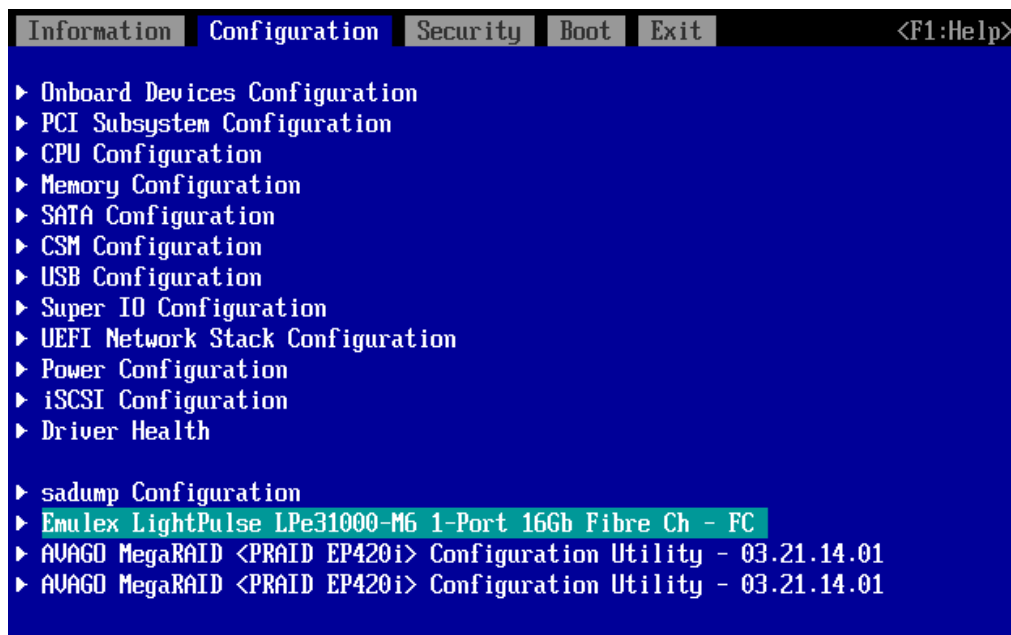 Information Configuration Security Boot Exit <F1:Help>
Onboard Devices Configuration
PCI Subsystem Configuration
CPU Configuration
Memory Configuration
SATA Configuration
CSM Configuration
USB Configuration
Super IO Configuration
UEFI Network Stack Configuration
Power Configuration
iSCSI Configuration
Driver Health
sadump Configuration
Emulex LightPulse LPe31000-M6 1-Port 16Gb Fibre Ch - FC
AVAGO MegaRAID <PRAID EP420i> Configuration Utility - 03.21.14.01
AVAGO MegaRAID <PRAID EP420i> Configuration Utility - 03.21.14.01